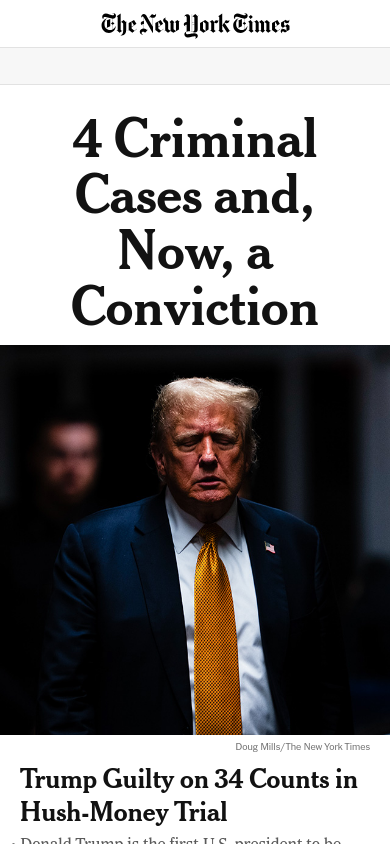 The New York Times
4 Criminal
Cases and,
Now, a
Conviction
Doug Mills/The New York Times
Trump Guilty on 34 Counts in
Hush-Money Trial
Donald Trump is the first U.S. president to be